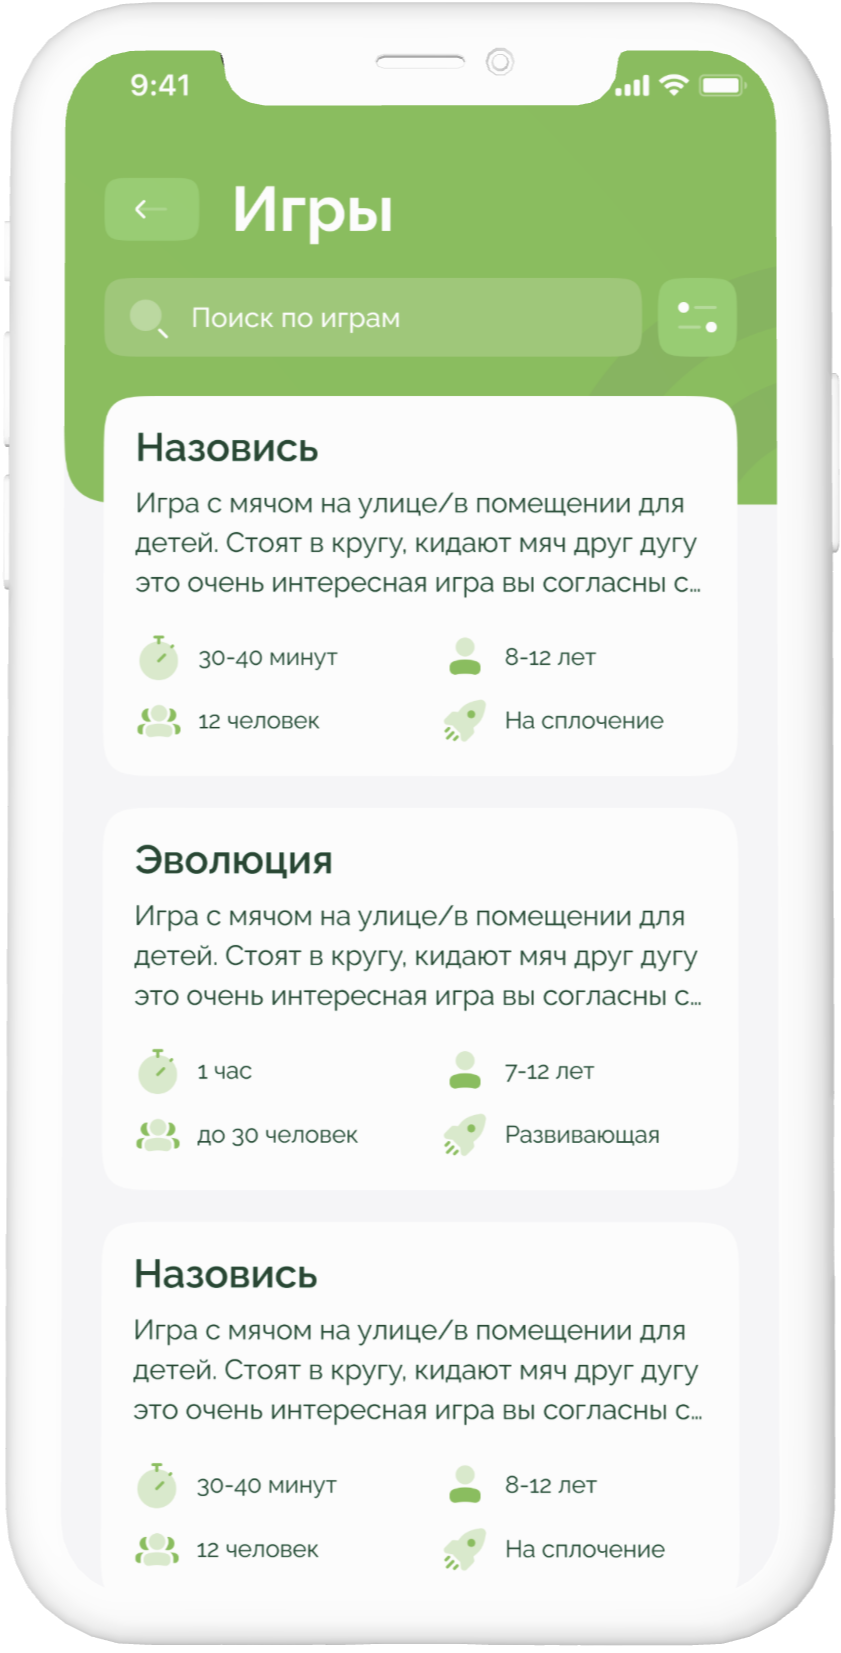 9:41
Игры
Поиск по играм
Назовись
Игра с мячом на улице/в помещении для
детей. Стоят в кругу, кидают мяч друг дугу
это очень интересная игра вы согласны с...
30-40 минут
8-12 лет
12 человек
На сплочение
Эволюция
Игра с мячом на улице/в помещении для
детей. Стоят в кругу, кидают мяч друг дугу
это очень интересная игра вы согласны с...
1 час
7-12 лет
до 30 человек
Развивающая
Назовись
Игра с мячом на улице/в помещении для
детей. Стоят в кругу, кидают мяч друг дугу
это очень интересная игра вы согласны с...
30-40 минут
8-12 лет
12 человек
На сплочение